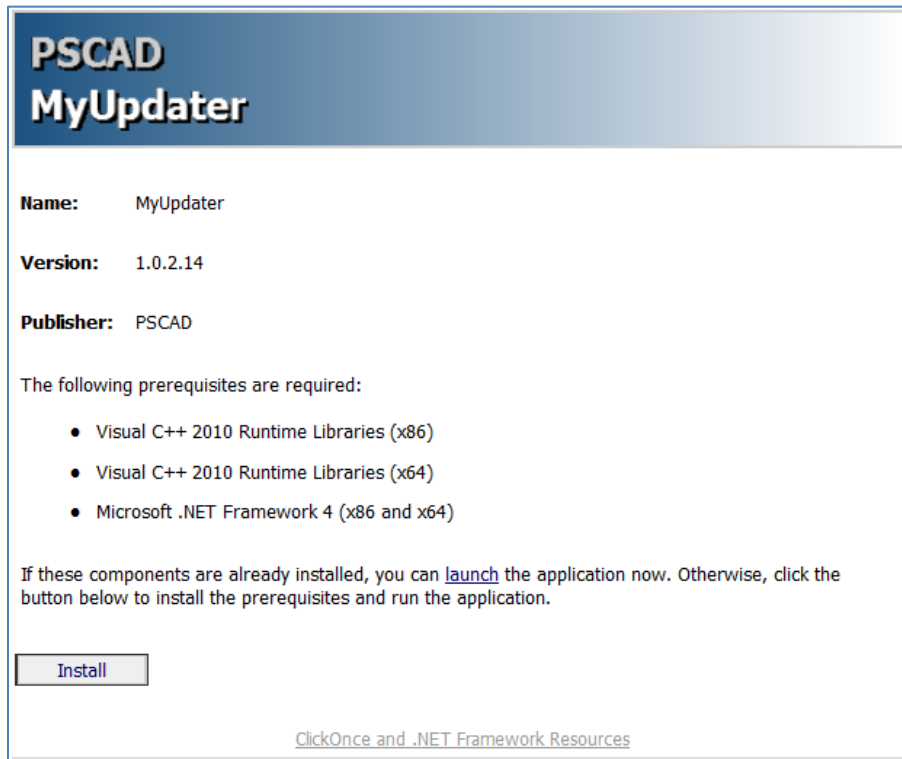 PSCAD
MyUpdater
Name: MyUpdater
Version: 1.0.2.14
Publisher: PSCAD
The following prerequisites are required:
● Visual C++ 2010 Runtime Libraries (x86)
● Visual C++ 2010 Runtime Libraries (x64)
● Microsoft .NET Framework 4 (x86 and x64)
If these components are already installed, you can launch the application now. Otherwise, click the
button below to install the prerequisites and run the application.
Install
ClickOnce and .NET Framework Resources